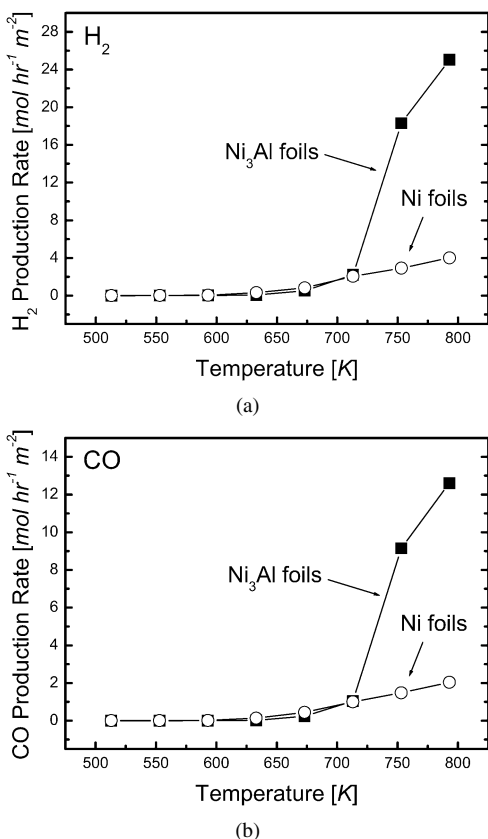 H₂
H₂ Production Rate [mol hr⁻¹ m⁻²]
28
24
20
16
12
8
4
0
Ni₃Al foils
Ni foils
500 550 600 650 700 750 800
Temperature [K]
(a)
CO
CO Production Rate [mol hr⁻¹ m⁻²]
14
12
10
8
6
4
2
0
Ni₃Al foils
Ni foils
500 550 600 650 700 750 800
Temperature [K]
(b)